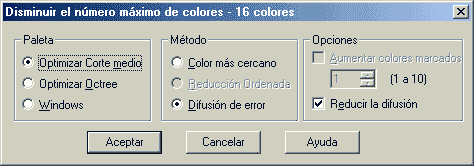 Disminuir el número máximo de colores - 16 colores
Paleta
Optimizar Corte medio
Optimizar Octree
Windows
Método
Color más cercano
Reducción Ordenada
Difusión de error
Opciones
Aumentar colores marcados
1 (1 a 10)
Reducir la difusión
Aceptar Cancelar Ayuda